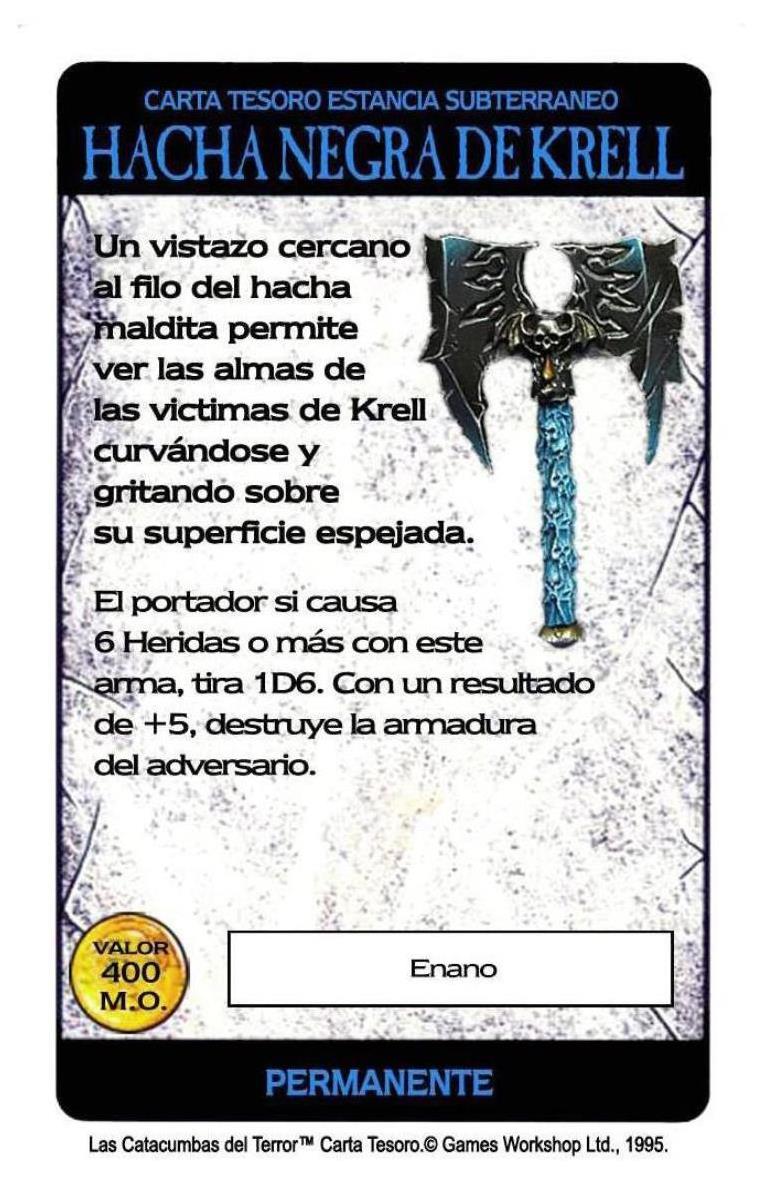 CARTA TESORO ESTANCIA SUBTERRANEO
HACHA NEGRA DE KRELL
Un vistazo cercano
al filo del hacha
maldita permite
ver las almas de
las victimas de Krell
curvándose y
gritando sobre
su superficie espejada.
El portador si causa
6 Heridas o más con este
arma, tira 1D6. Con un resultado
de +5, destruye la armadura
del adversario.
VALOR
400
M.O.
Enano
PERMANENTE
Las Catacumbas del Terror™ Carta Tesoro.© Games Workshop Ltd., 1995.